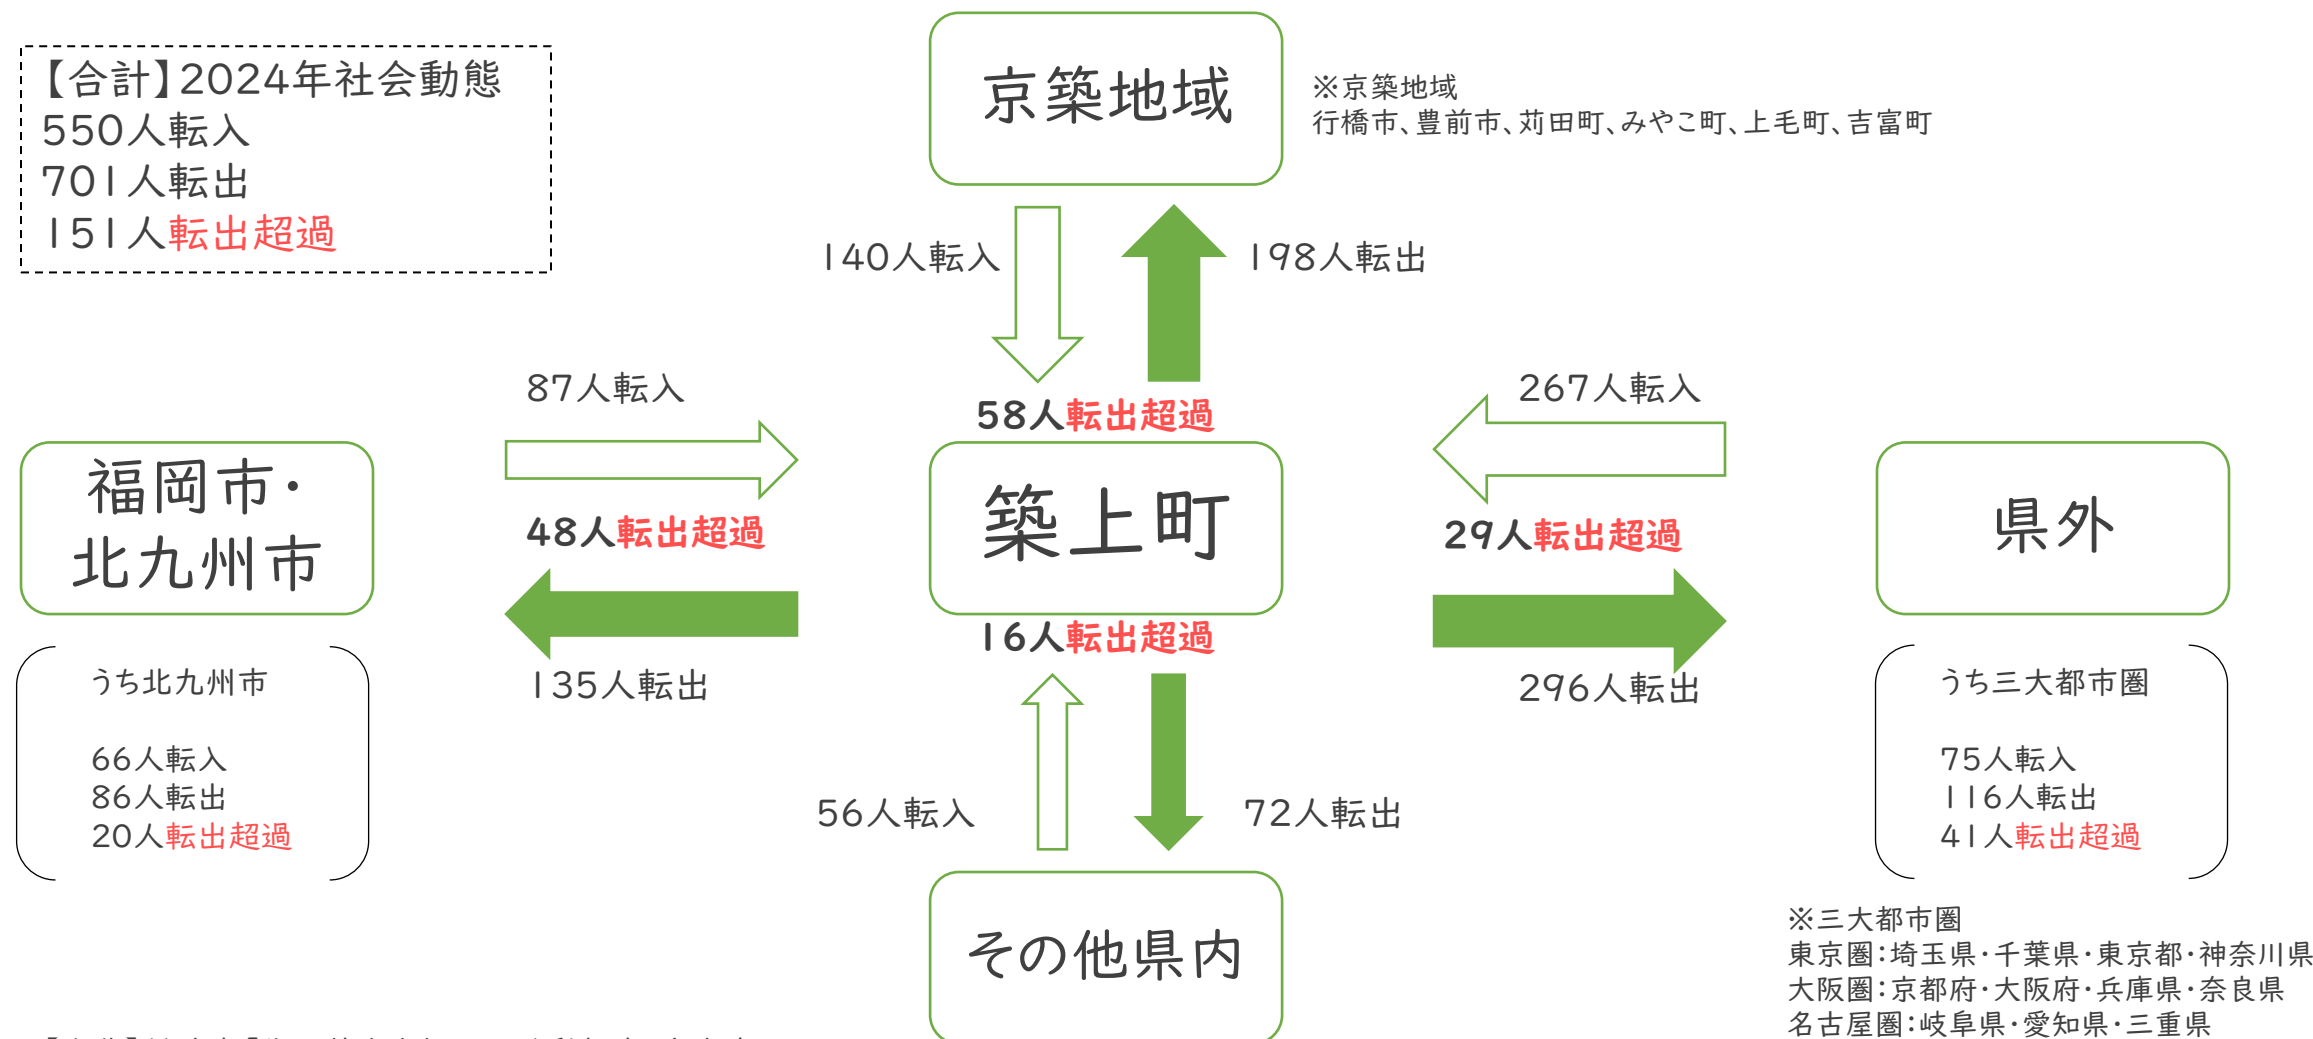 【合計】2024年社会動態
550人転入
701人転出
151人転出超過
京築地域
※京築地域
行橋市、豊前市、苅田町、みやこ町、上毛町、吉富町
140人転入
198人転出
58人転出超過
87人転入
267人転入
福岡市・
北九州市
48人転出超過
築上町
29人転出超過
県外
135人転出
16人転出超過
296人転出
うち北九州市
66人転入
86人転出
20人転出超過
うち三大都市圏
75人転入
116人転出
41人転出超過
56人転入
72人転出
その他県内
※三大都市圏
東京圏：埼玉県・千葉県・東京都・神奈川県
大阪圏：京都府・大阪府・兵庫県・奈良県
名古屋圏：岐阜県・愛知県・三重県